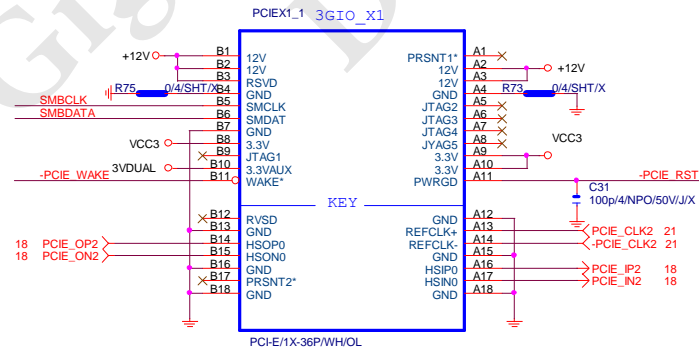 PCIEX1_1 3GIO_X1
+12V
B1 12V PRSNT1* A1
B2 12V 12V A2 +12V
B3 RSVD 12V A3
R75 0/4/SHT/X B4 GND GND A4 R73 0/4/SHT/X
SMBCLK B5 SMCLK JTAG2 A5
SMBDATA B6 SMDAT JTAG3 A6
B7 GND JTAG4 A7
VCC3 B8 3.3V JYAG5 A8 VCC3
B9 JTAG1 3.3V A9
3VDUAL B10 3.3VAUX 3.3V A10
-PCIE_WAKE B11 WAKE* PWRGD A11 -PCIE_RST
C31
100p/4/NPO/50V/J/X
KEY
B12 RVSD GND A12
B13 GND REFCLK+ A13 PCIE_CLK2 21
18 PCIE_OP2 B14 HSOP0 REFCLK- A14 -PCIE_CLK2 21
18 PCIE_ON2 B15 HSON0 GND A15
B16 GND HSIP0 A16 PCIE_IP2 18
B17 PRSNT2* HSIN0 A17 PCIE_IN2 18
B18 GND GND A18
PCI-E/1X-36P/WH/OL